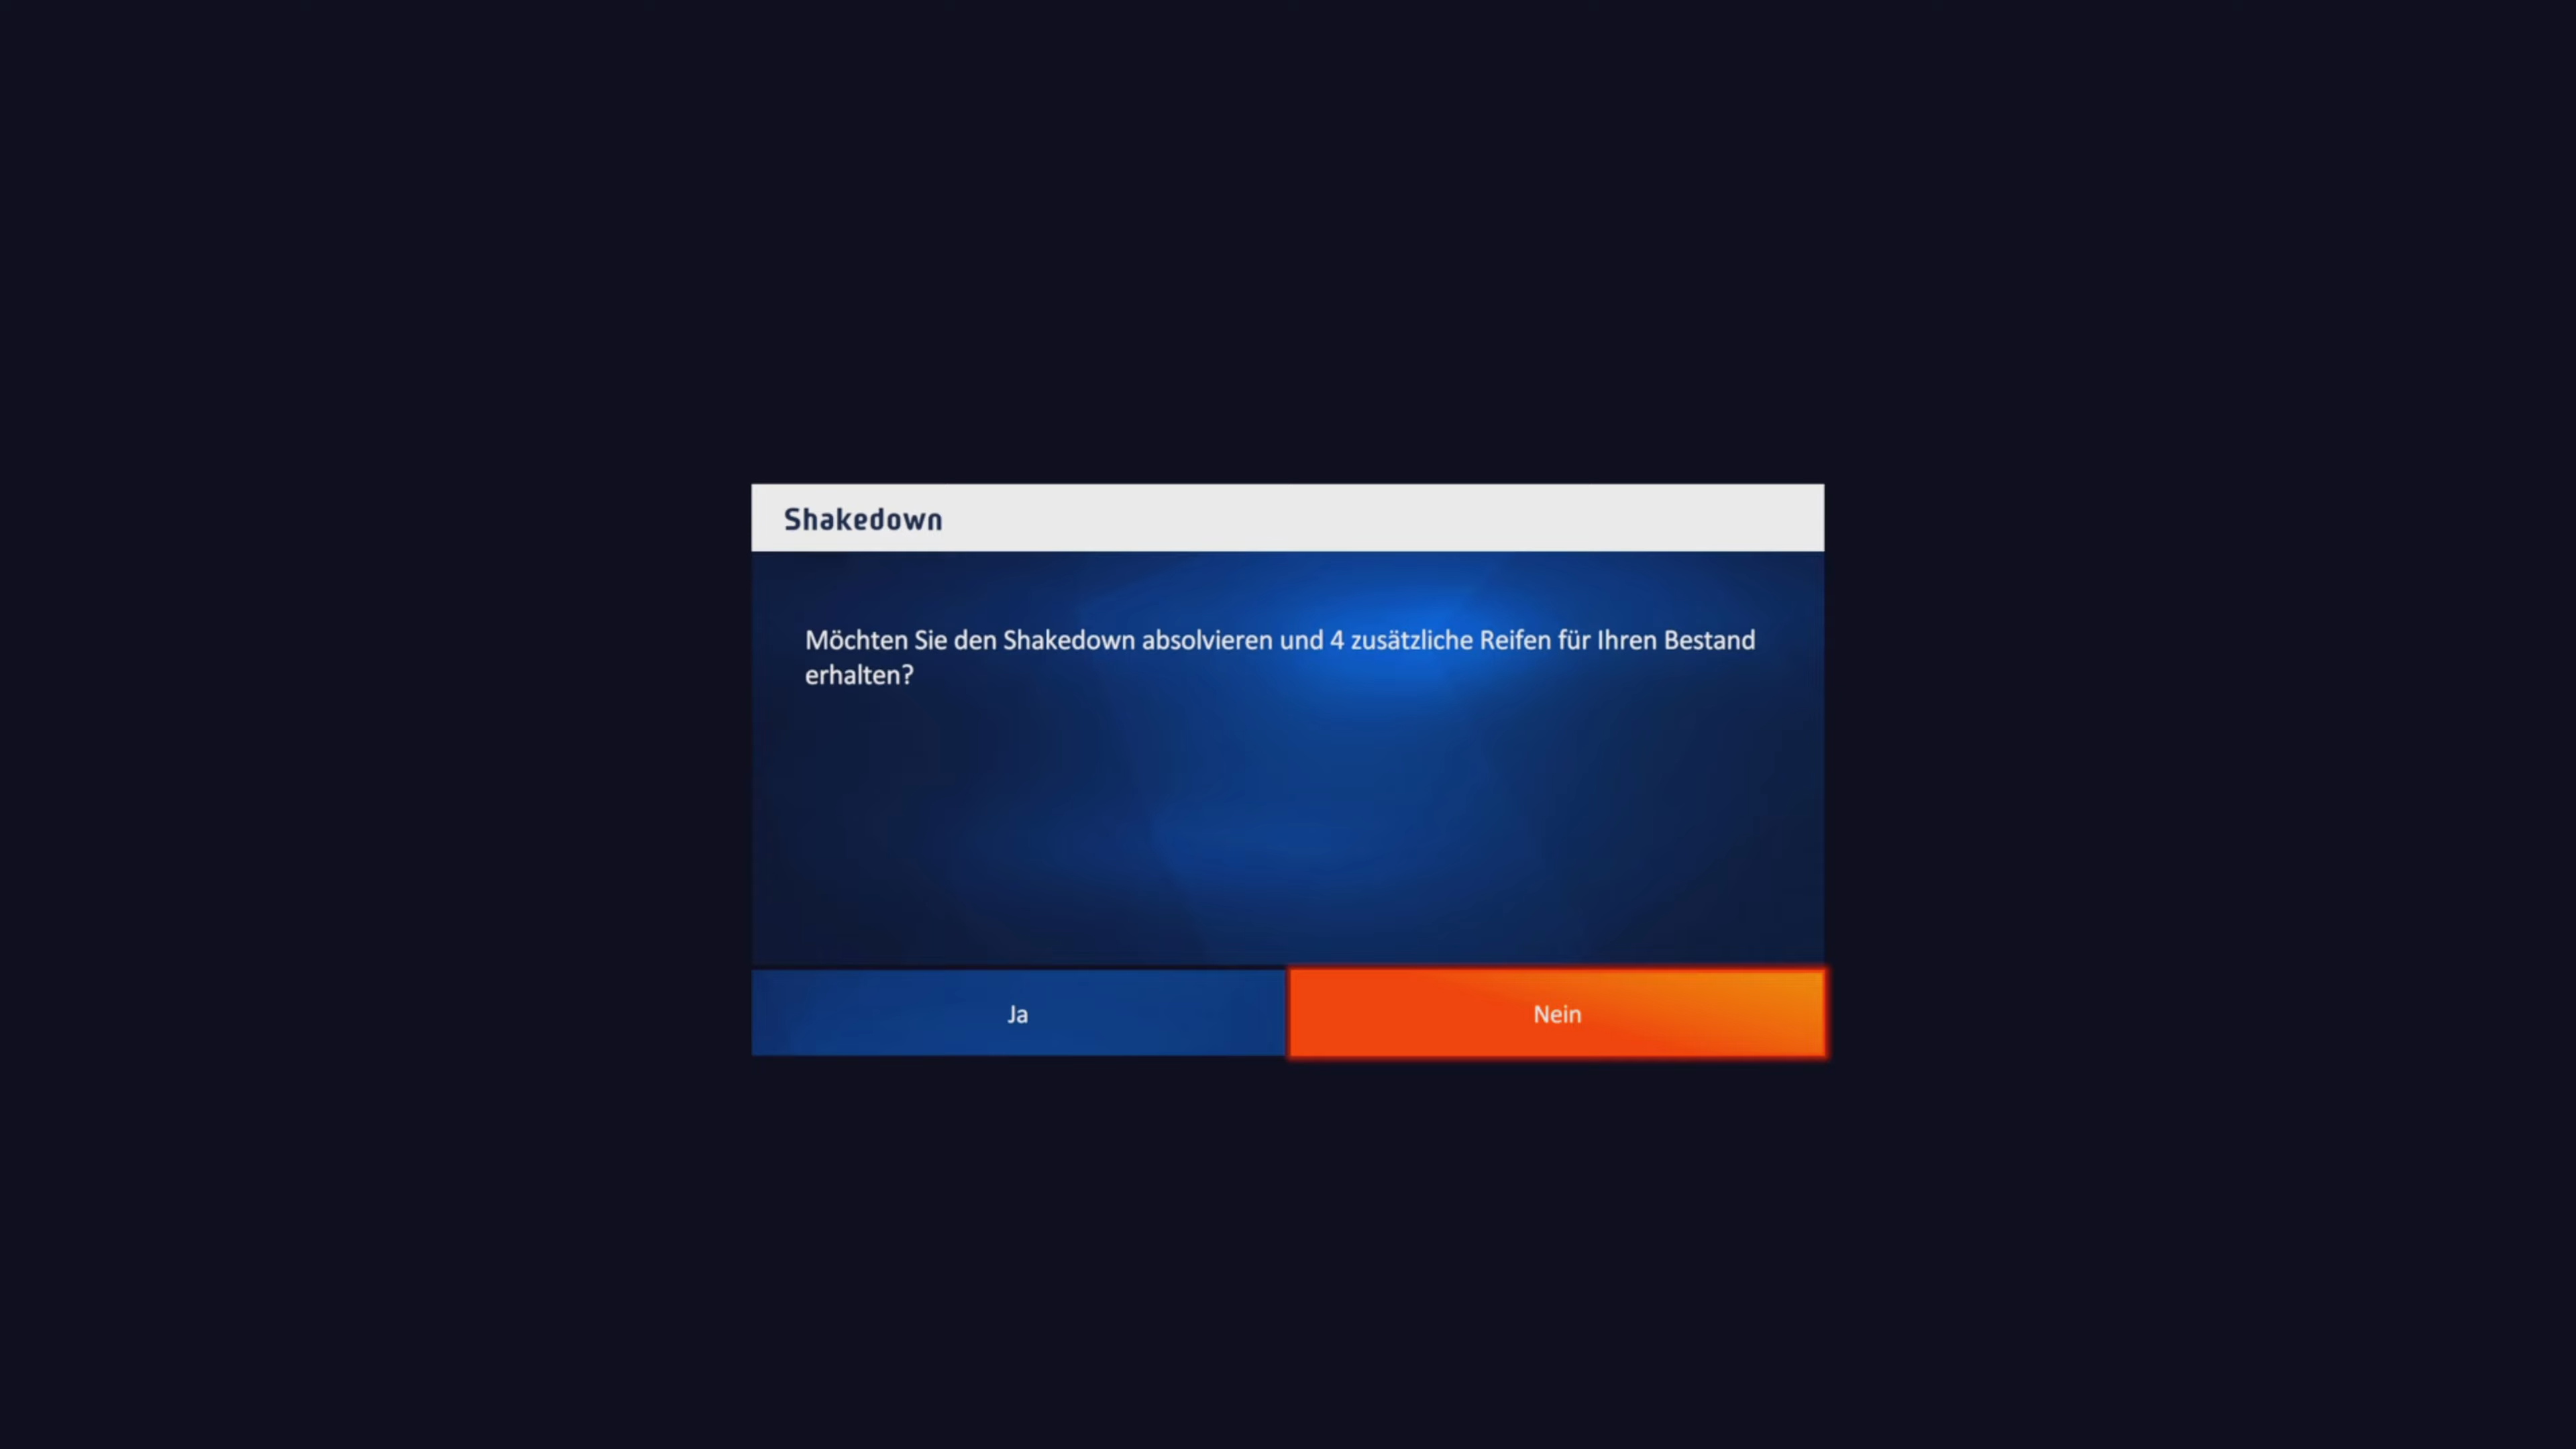 Shakedown
Möchten Sie den Shakedown absolvieren und 4 zusätzliche Reifen für Ihren Bestand
erhalten?
Ja
Nein